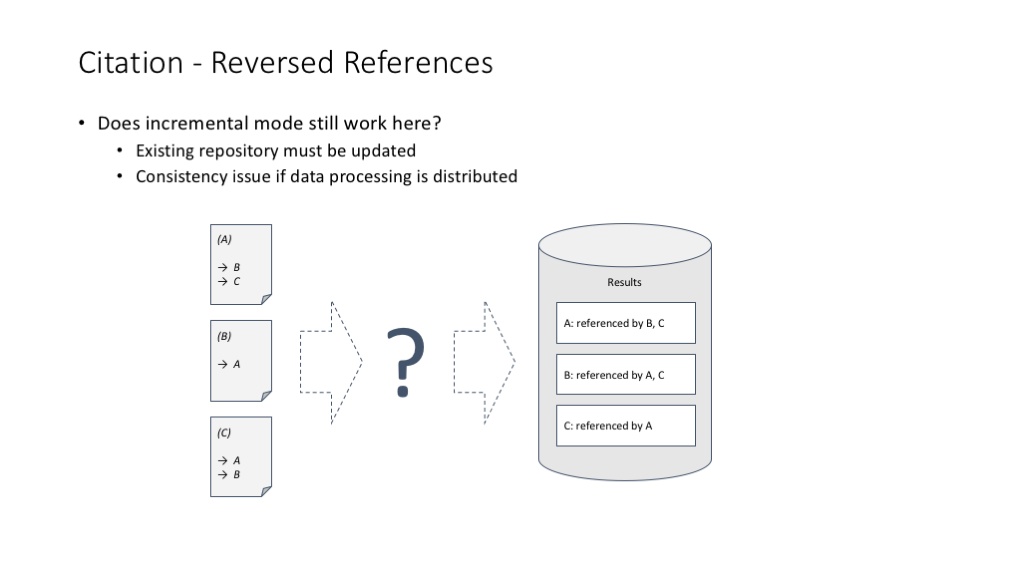 Citation - Reversed References
• Does incremental mode still work here?
• Existing repository must be updated
• Consistency issue if data processing is distributed
(A)
→ B
→ C
(B)
→ A
(C)
→ A
→ B
?
Results
A: referenced by B, C
B: referenced by A, C
C: referenced by A